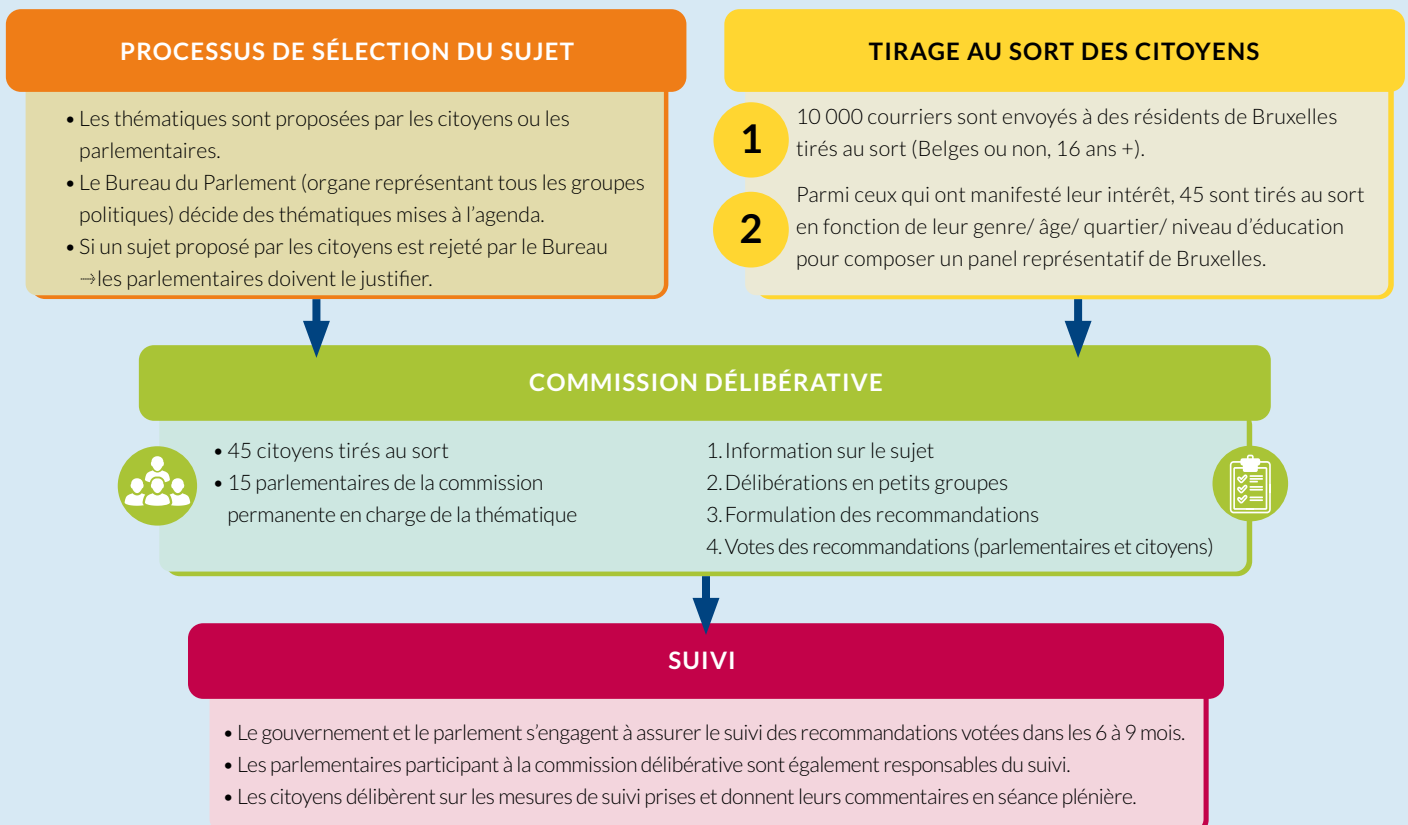 PROCESSUS DE SÉLECTION DU SUJET
• Les thématiques sont proposées par les citoyens ou les
parlementaires.
• Le Bureau du Parlement (organe représentant tous les groupes
politiques) décide des thématiques mises à l'agenda.
• Si un sujet proposé par les citoyens est rejeté par le Bureau
→les parlementaires doivent le justifier.
TIRAGE AU SORT DES CITOYENS
1
10 000 courriers sont envoyés à des résidents de Bruxelles
tirés au sort (Belges ou non, 16 ans +).
2
Parmi ceux qui ont manifesté leur intérêt, 45 sont tirés au sort
en fonction de leur genre/ âge/ quartier/ niveau d'éducation
pour composer un panel représentatif de Bruxelles.
COMMISSION DÉLIBÉRATIVE
• 45 citoyens tirés au sort
• 15 parlementaires de la commission
permanente en charge de la thématique
1. Information sur le sujet
2. Délibérations en petits groupes
3. Formulation des recommandations
4. Votes des recommandations (parlementaires et citoyens)
SUIVI
• Le gouvernement et le parlement s'engagent à assurer le suivi des recommandations votées dans les 6 à 9 mois.
• Les parlementaires participant à la commission délibérative sont également responsables du suivi.
• Les citoyens délibèrent sur les mesures de suivi prises et donnent leurs commentaires en séance plénière.